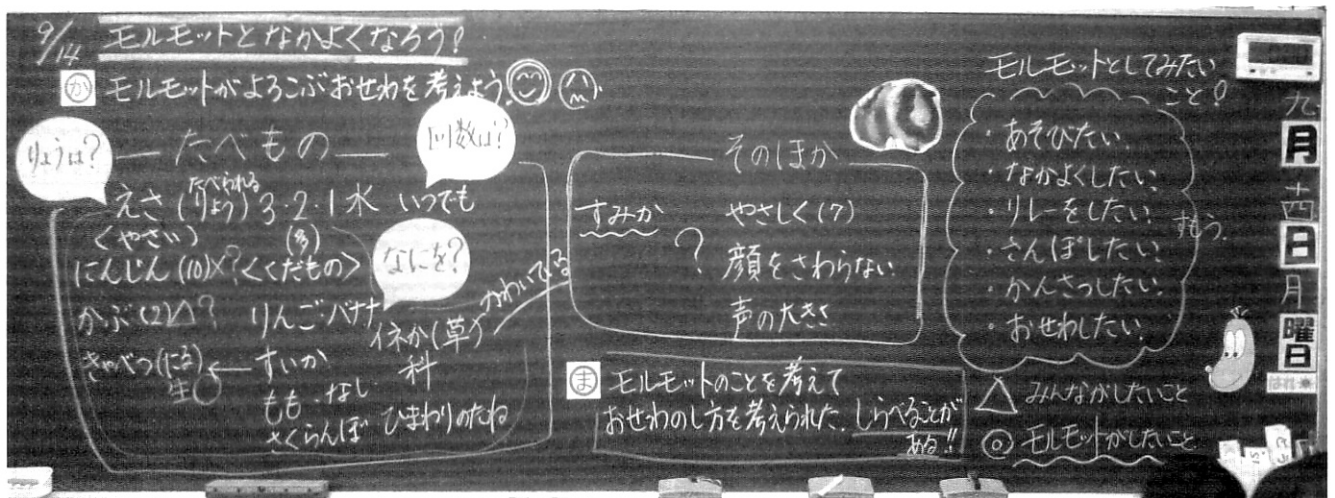 9/14 モルモットとなかよくなろう!
か モルモットがよろこぶおせわを考えよう。
りょうは?
たべもの
回数は?
えさ(りょう) 3・2・1 水 いつでも
たべられる
<やさい> (多)
にんじん(10)×? <くだもの>
なにを?
かぶ(2)△? りんご・バナナ
イネか(草)
科
かわいてる
きゃべつ(にる) ← すいか
生○
もも・なし
さくらんぼ
ひまわりのたね
そのほか
すみか
?
やさしく(7)
顔をさわらない
声の大きさ
ま モルモットのことを考えて
おせわのし方を考えられた。しらべることが
ある!!
モルモットとしてみたい
こと!
・あそびたい。
・なかよくしたい。
・リレーをしたい。
すもう。
・さんぽしたい。
・かんさつしたい。
・おせわしたい。
△ みんながしたいこと
◎ モルモットがしたいこと
九
月
十
四
日
月
曜
日
はれ